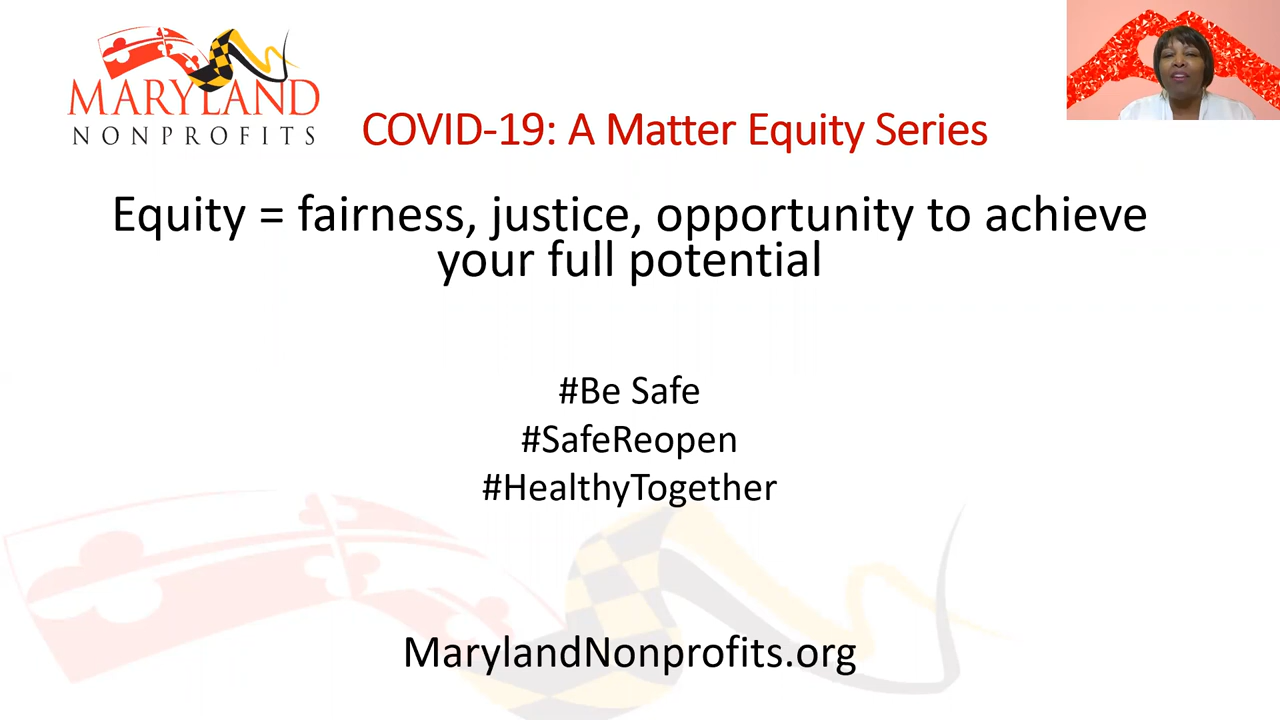 MARYLAND
NONPROFITS
COVID-19: A Matter Equity Series
Equity = fairness, justice, opportunity to achieve
your full potential
#Be Safe
#SafeReopen
#HealthyTogether
MarylandNonprofits.org